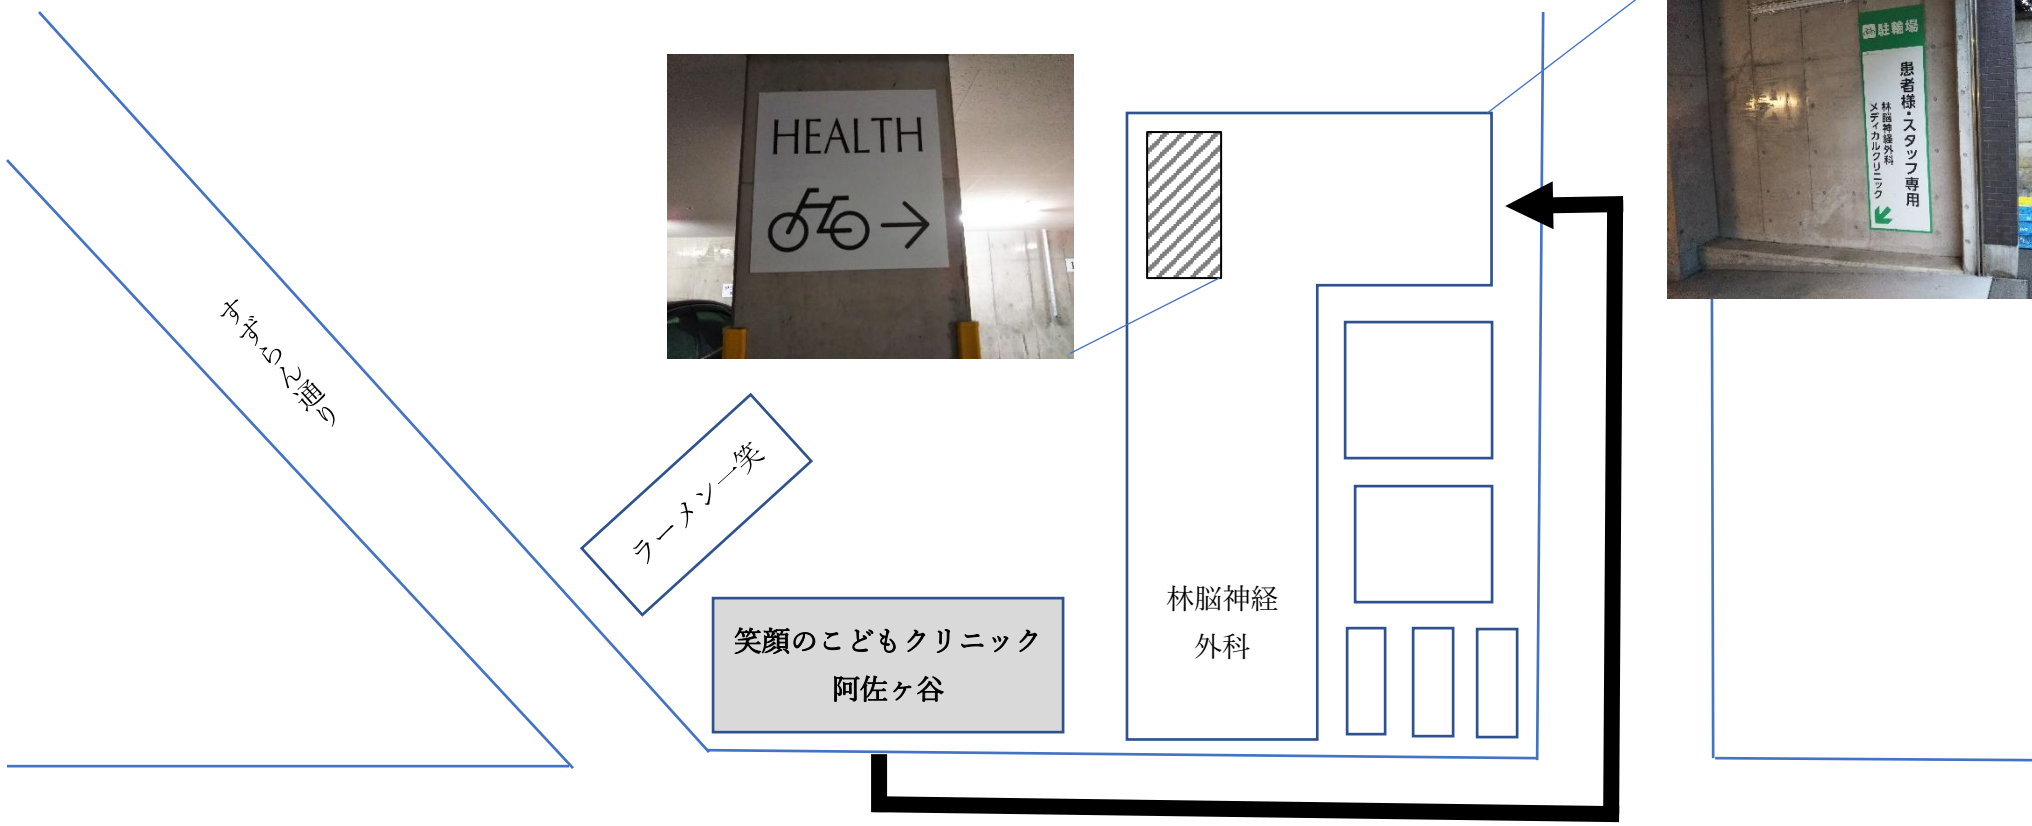 すずらん通り
HEALTH
駐輪場
患者様・スタッフ専用
林脳神経外科
メディカルクリニック
ラーメン一笑
笑顔のこどもクリニック
阿佐ヶ谷
林脳神経
外科